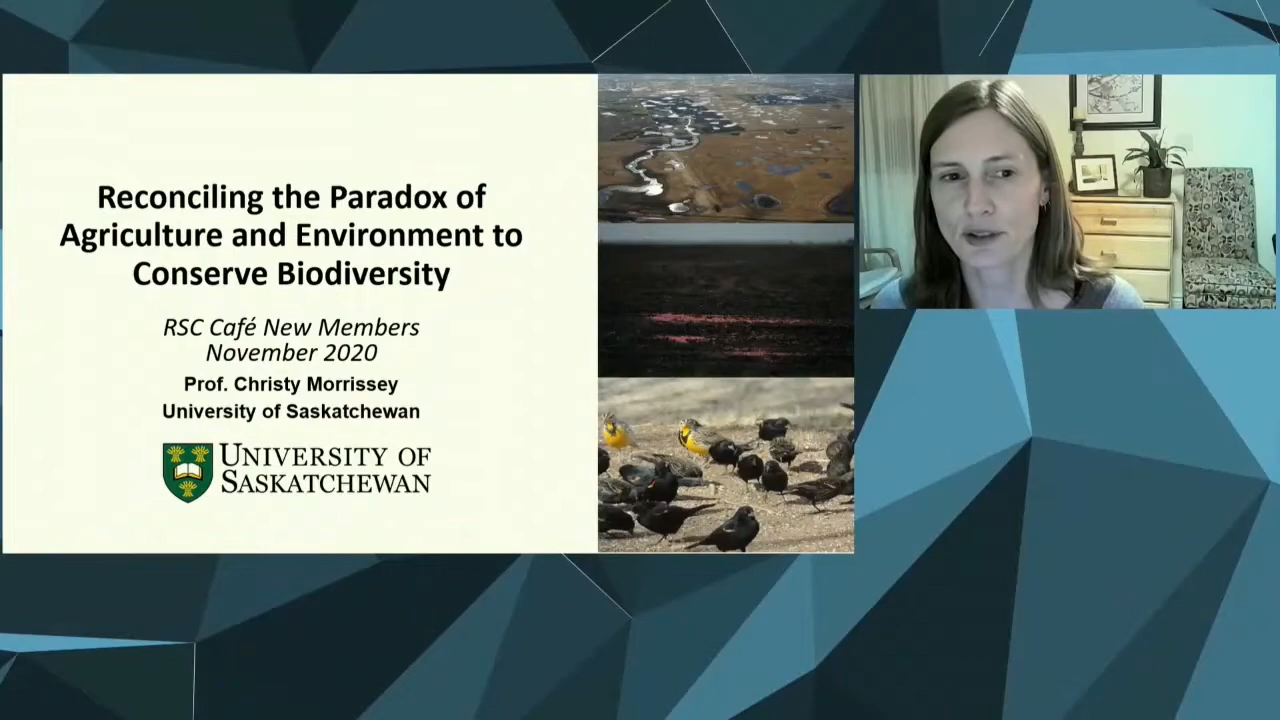 Reconciling the Paradox of
Agriculture and Environment to
Conserve Biodiversity
RSC Café New Members
November 2020
Prof. Christy Morrissey
University of Saskatchewan
UNIVERSITY OF
SASKATCHEWAN